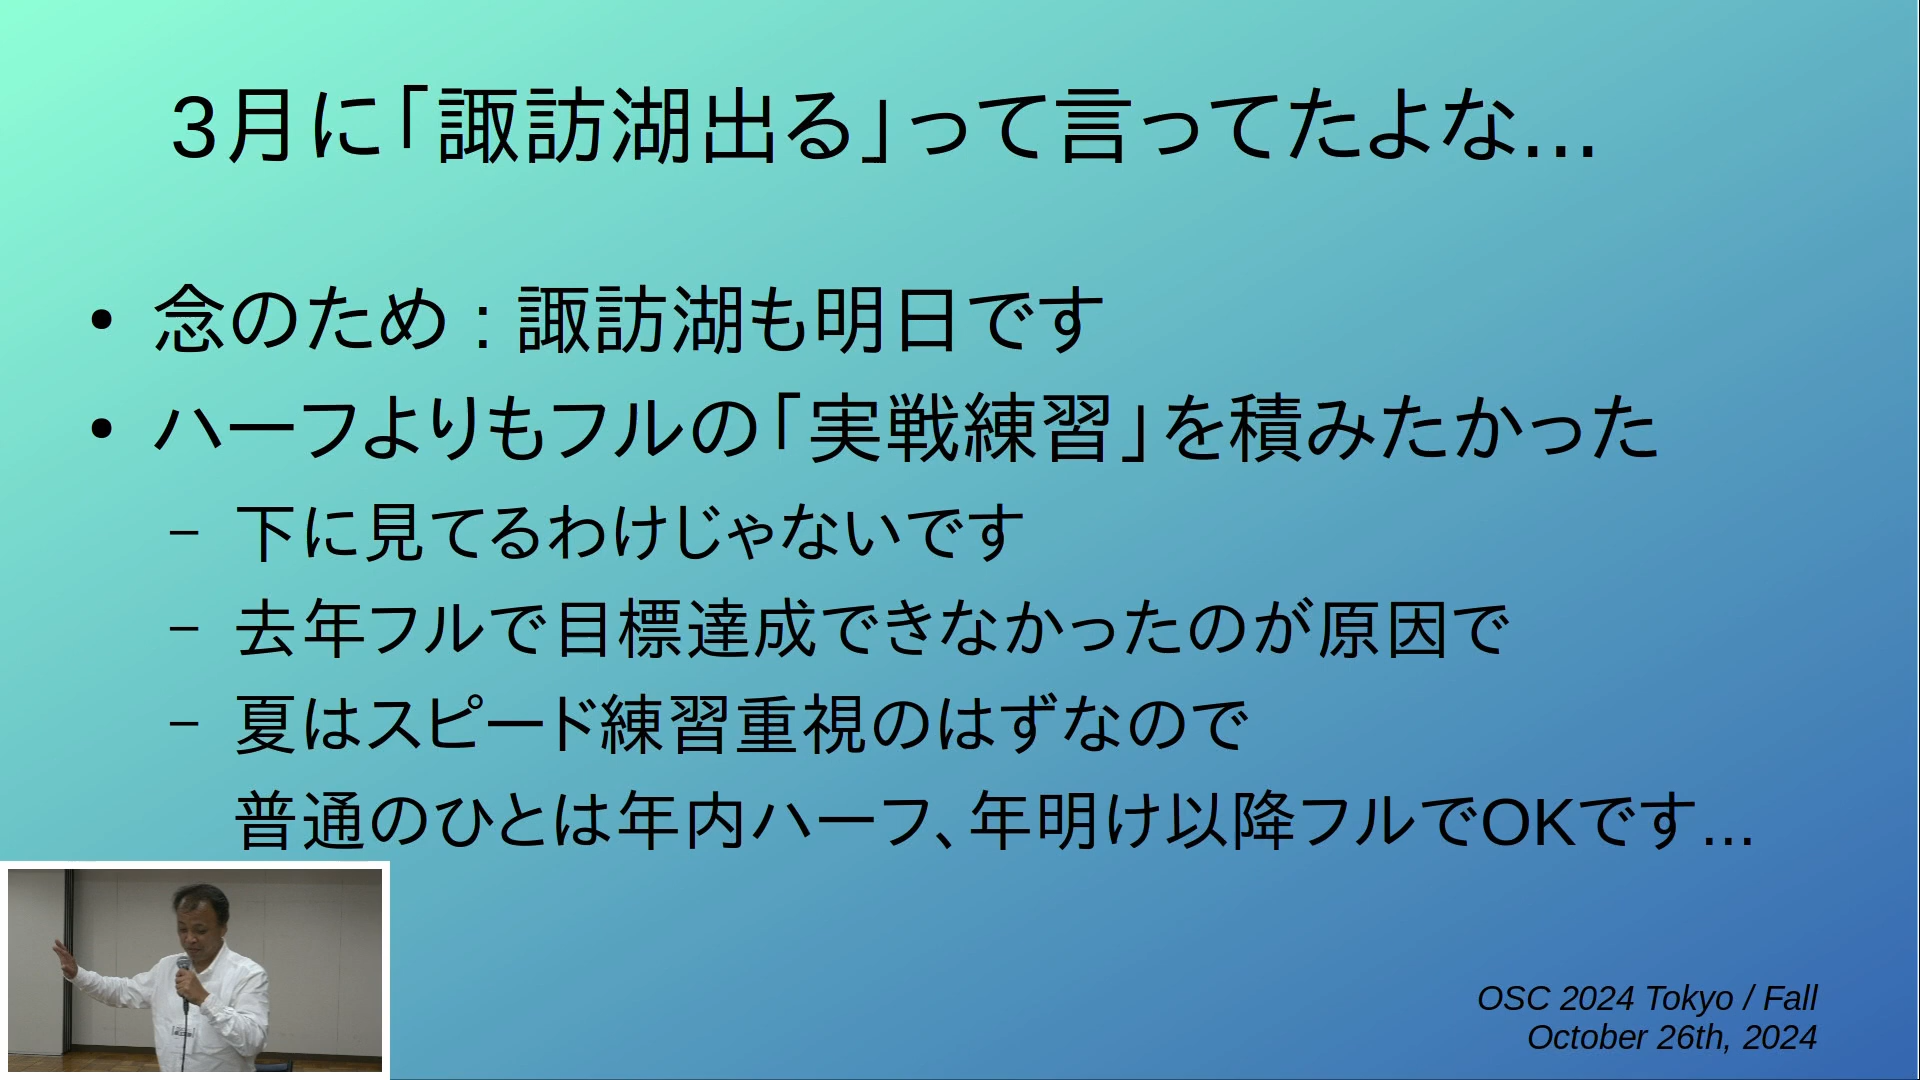 3月に「諏訪湖出る」って言ってたよな...
• 念のため : 諏訪湖も明日です
• ハーフよりもフルの「実戦練習」を積みたかった
– 下に見てるわけじゃないです
– 去年フルで目標達成できなかったのが原因で
– 夏はスピード練習重視のはずなので
普通のひとは年内ハーフ、年明け以降フルでOKです...
OSC 2024 Tokyo / Fall
October 26th, 2024